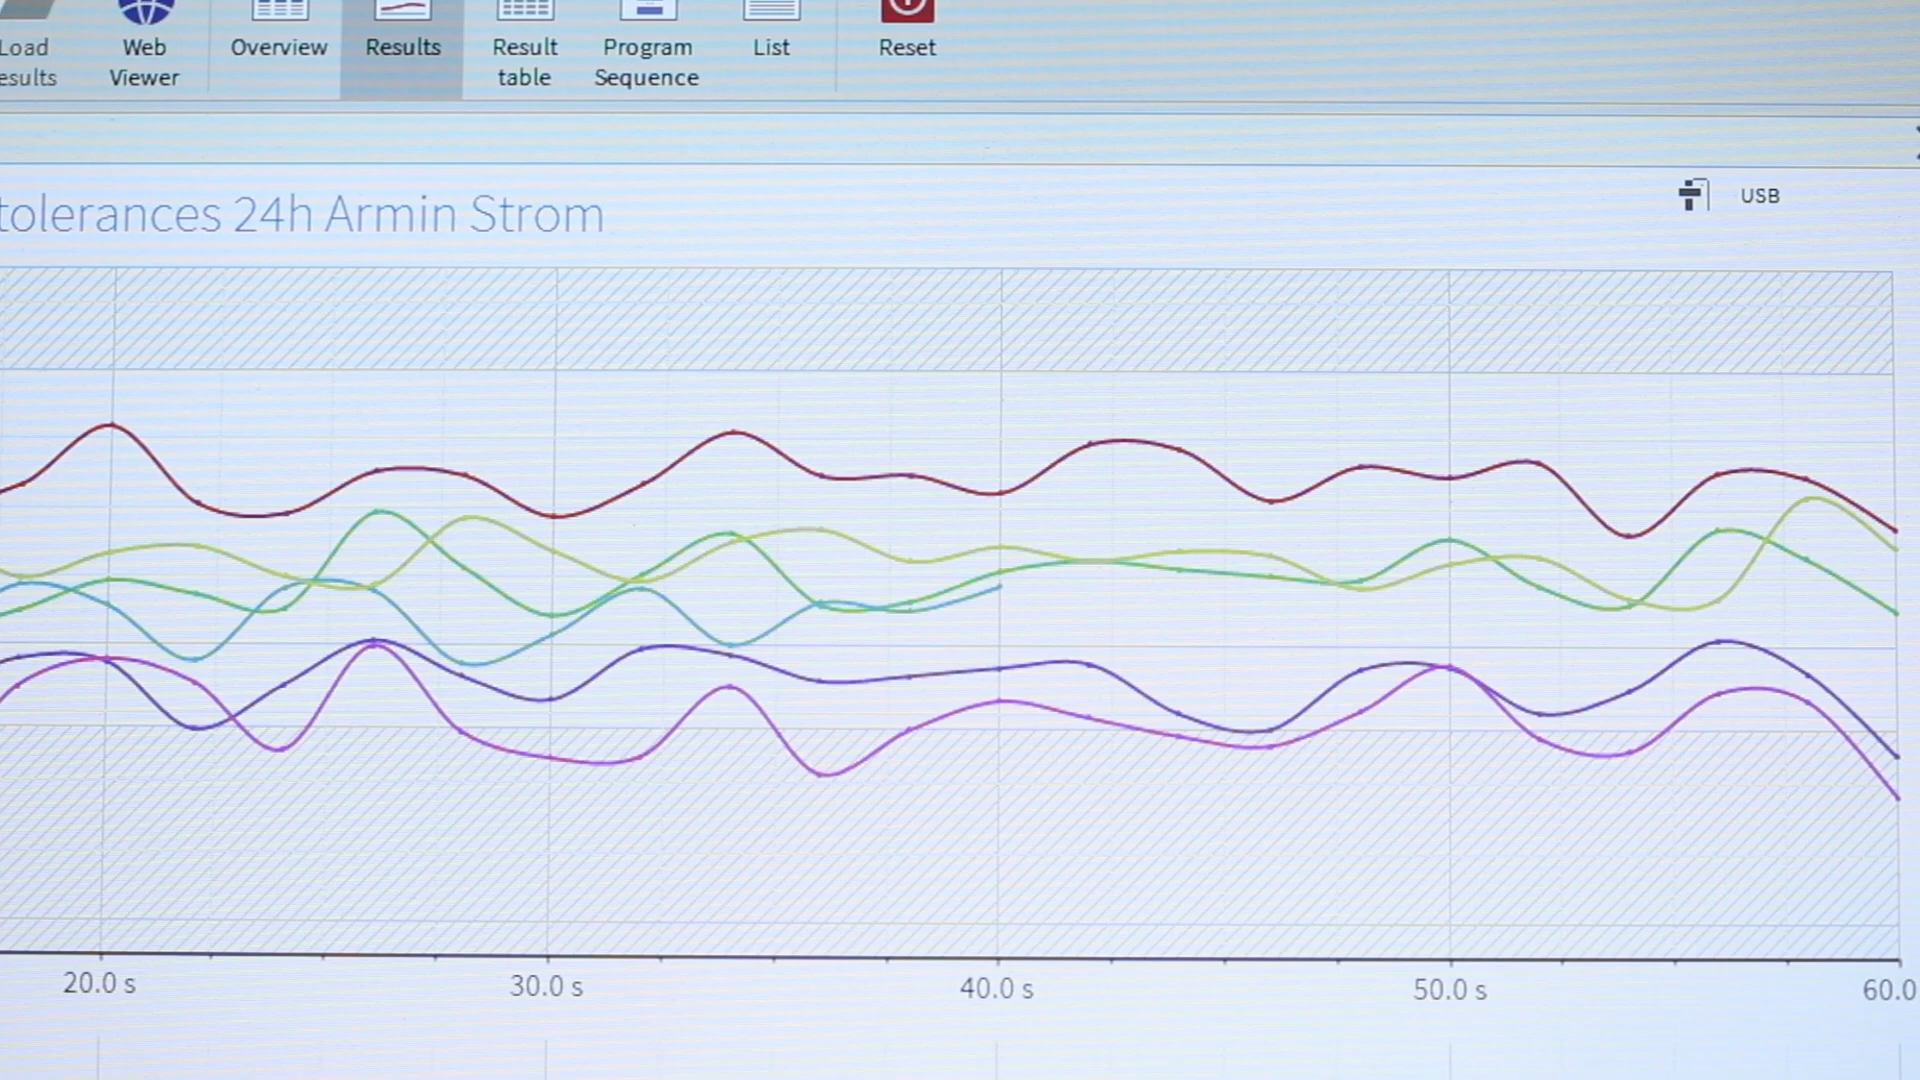 Load
esults
Web
Viewer
Overview
Results
Result
table
Program
Sequence
List
Reset
tolerances 24h Armin Strom
USB
20.0 s
30.0 s
40.0 s
50.0 s
60.0